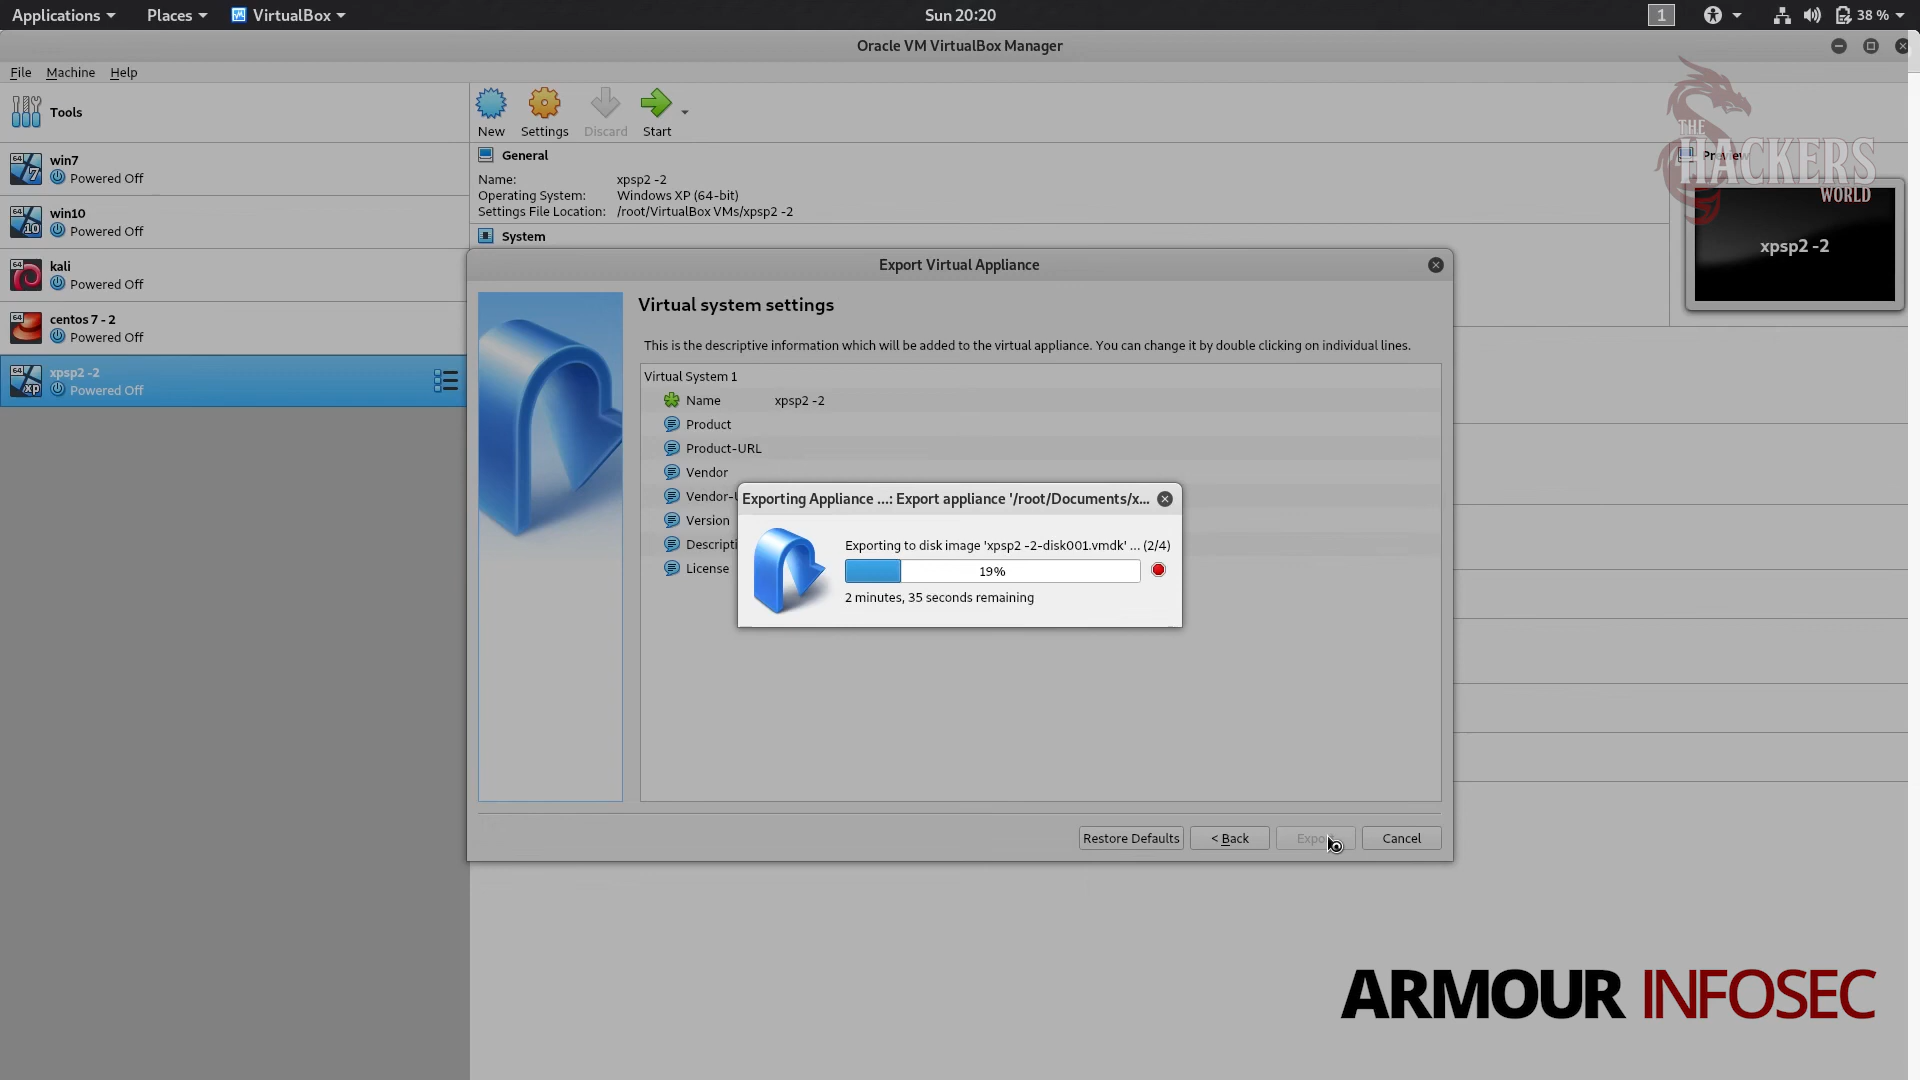 Applications Places VirtualBox Sun 20:20 1 38 %
Oracle VM VirtualBox Manager
File Machine Help
Tools
New Settings Discard Start
win7
Powered Off
win10
Powered Off
kali
Powered Off
centos 7 - 2
Powered Off
xpsp2 -2
Powered Off
General
Name: xpsp2 -2
Operating System: Windows XP (64-bit)
Settings File Location: /root/VirtualBox VMs/xpsp2 -2
System
Preview
THE
HACKERS
WORLD
xpsp2 -2
Export Virtual Appliance
Virtual system settings
This is the descriptive information which will be added to the virtual appliance. You can change it by double clicking on individual lines.
Virtual System 1
Name xpsp2 -2
Product
Product-URL
Vendor
Vendor-U
Version
Descripti
License
Exporting Appliance ...: Export appliance '/root/Documents/x...
Exporting to disk image 'xpsp2 -2-disk001.vmdk' ... (2/4)
19%
2 minutes, 35 seconds remaining
Restore Defaults < Back Expo Cancel
ARMOUR INFOSEC